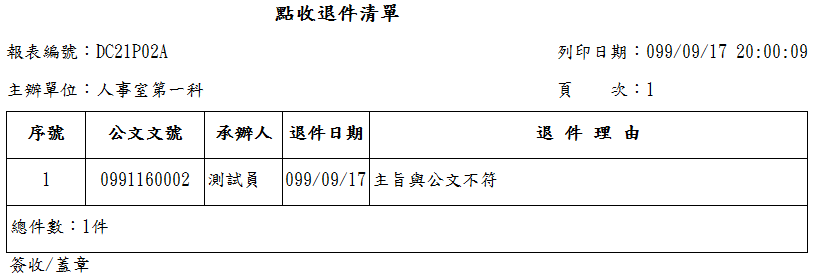 點收退件清單
報表編號：DC21P02A 列印日期：099/09/17 20:00:09
主辦單位：人事室第一科 頁 次：1
序號 公文文號 承辦人 退件日期 退 件 理 由
1 0991160002 測試員 099/09/17 主旨與公文不符
總件數：1件
簽收/蓋章